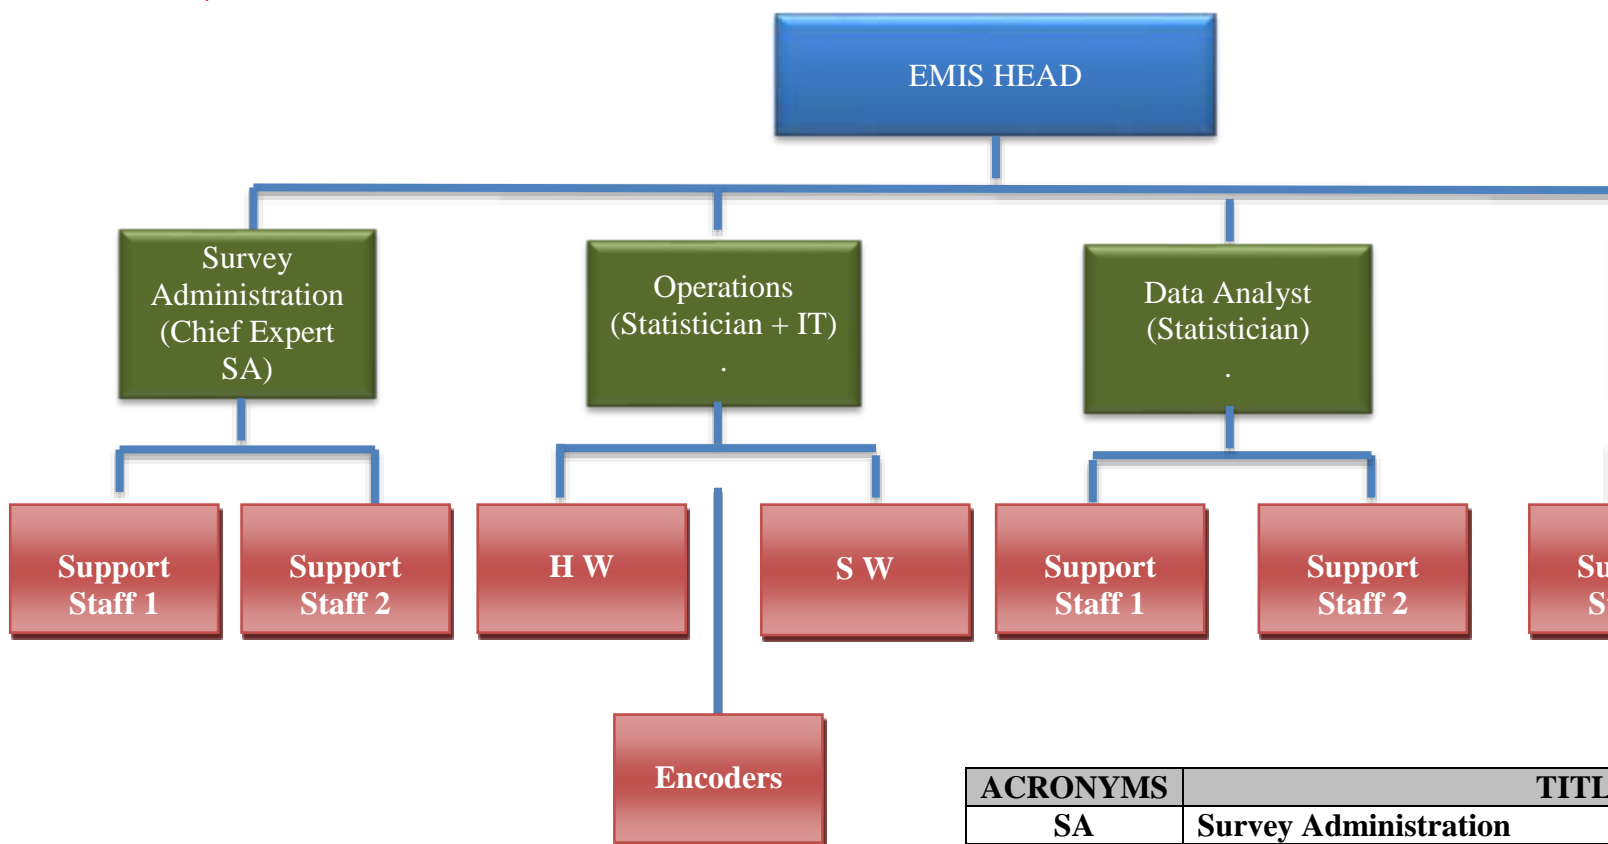 EMIS HEAD
Survey
Administration
(Chief Expert
SA)
Operations
(Statistician + IT)
.
Data Analyst
(Statistician)
.
Support
Staff 1
Support
Staff 2
H W
S W
Support
Staff 1
Support
Staff 2
Encoders
ACRONYMS
SA Survey Administration